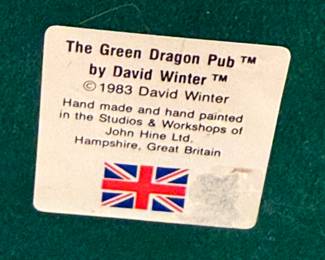 The Green Dragon Pub ™
by David Winter ™
© 1983 David Winter
Hand made and hand painted
in the Studios & Workshops of
John Hine Ltd.
Hampshire, Great Britain